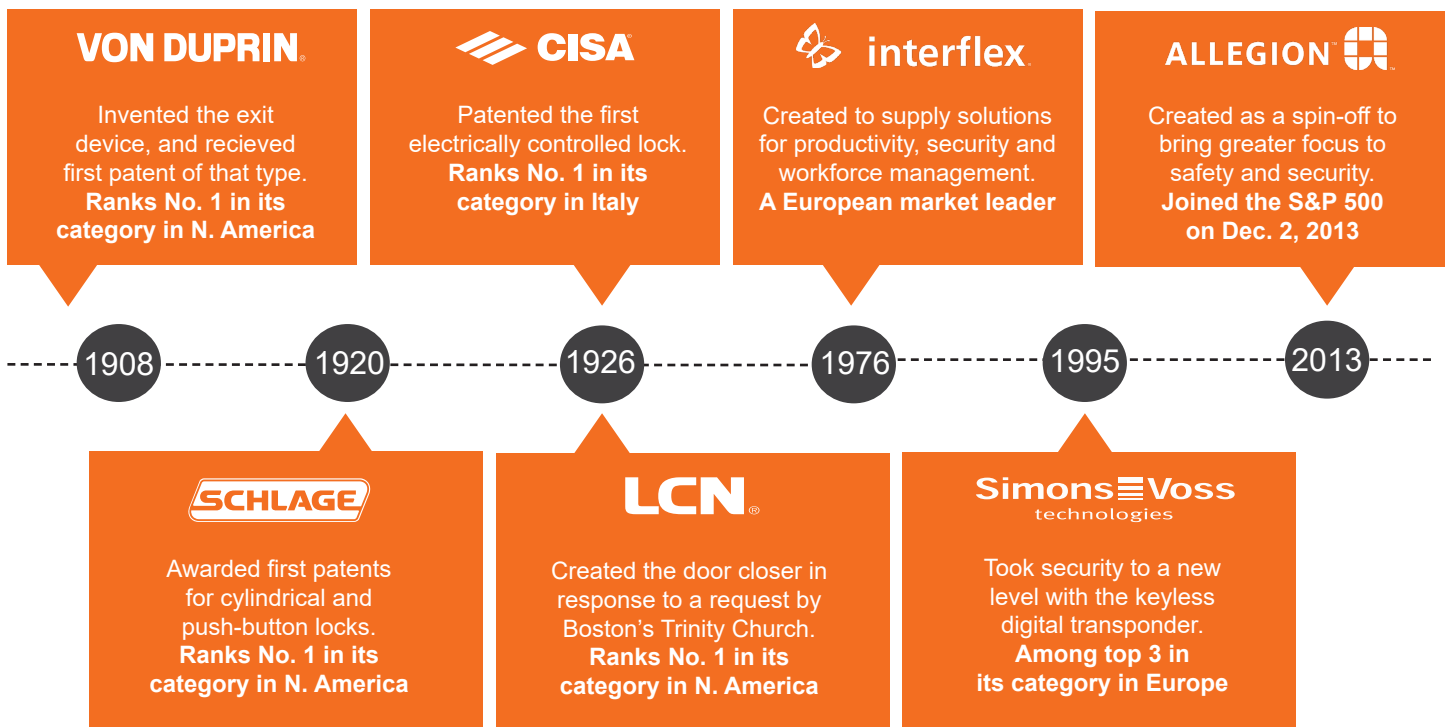 VON DUPRIN®
Invented the exit
device, and recieved
first patent of that type.
Ranks No. 1 in its
category in N. America
CISA
Patented the first
electrically controlled lock.
Ranks No. 1 in its
category in Italy
interflex™
Created to supply solutions
for productivity, security and
workforce management.
A European market leader
ALLEGION™
Created as a spin-off to
bring greater focus to
safety and security.
Joined the S&P 500
on Dec. 2, 2013
1908
1920
1926
1976
1995
2013
SCHLAGE
Awarded first patents
for cylindrical and
push-button locks.
Ranks No. 1 in its
category in N. America
LCN®
Created the door closer in
response to a request by
Boston's Trinity Church.
Ranks No. 1 in its
category in N. America
SimonsVoss
technologies
Took security to a new
level with the keyless
digital transponder.
Among top 3 in
its category in Europe